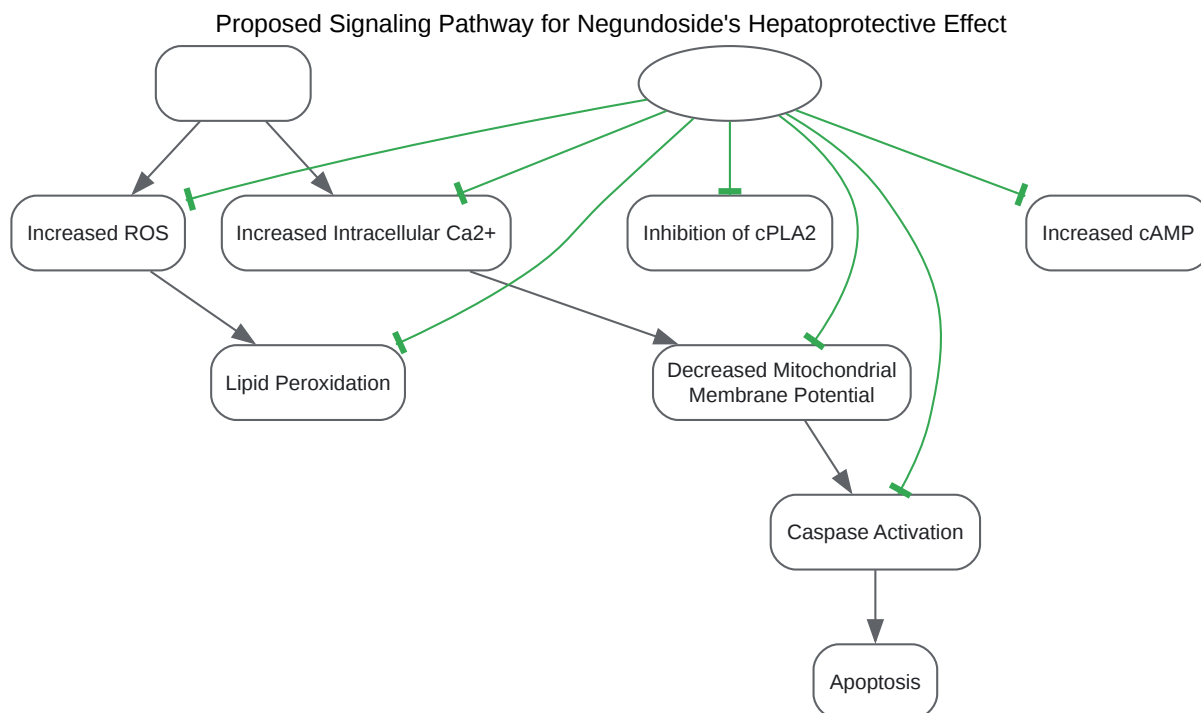 Proposed Signaling Pathway for Negundoside's Hepatoprotective Effect
Increased ROS
Increased Intracellular Ca2+
Inhibition of cPLA2
Increased cAMP
Lipid Peroxidation
Decreased Mitochondrial
Membrane Potential
Caspase Activation
Apoptosis